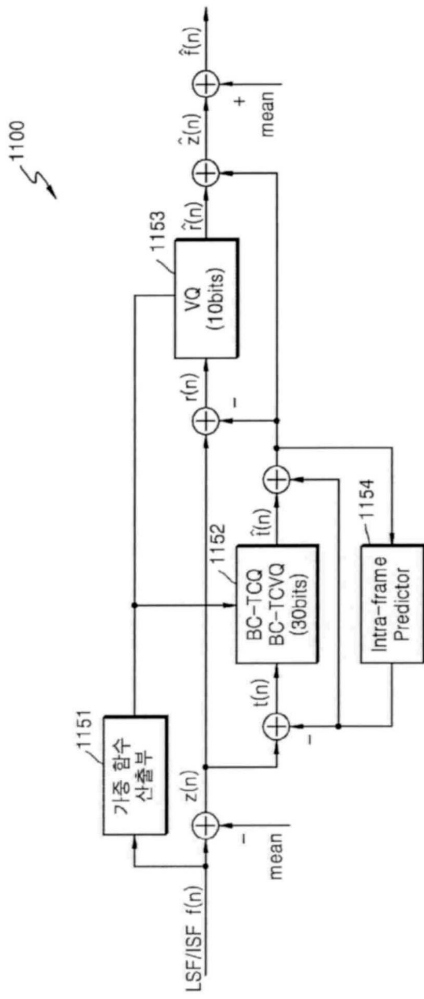 1100
1151
가중 함수
산출부
1153
VQ
(10bits)
LSF/ISF f(n)
−
mean
z(n)
r(n)
−
r̂(n)
ẑ(n)
+
mean
f̂(n)
−
t(n)
1152
BC-TCQ
BC-TCVQ
(30bits)
t̂(n)
1154
Intra-frame
Predictor